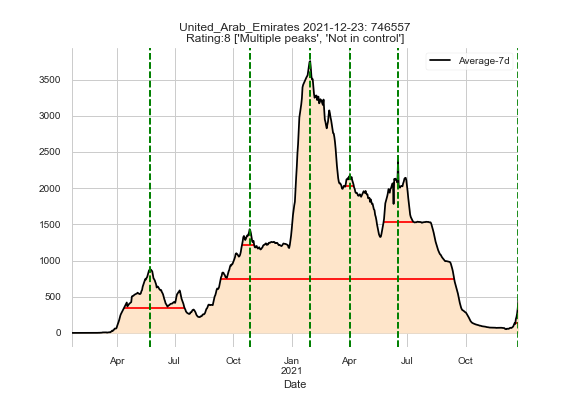 United_Arab_Emirates 2021-12-23: 746557
Rating:8 ['Multiple peaks', 'Not in control']
Average-7d
3500
3000
2500
2000
1500
1000
500
0
Apr
Jul
Oct
Jan
2021
Apr
Jul
Oct
Date